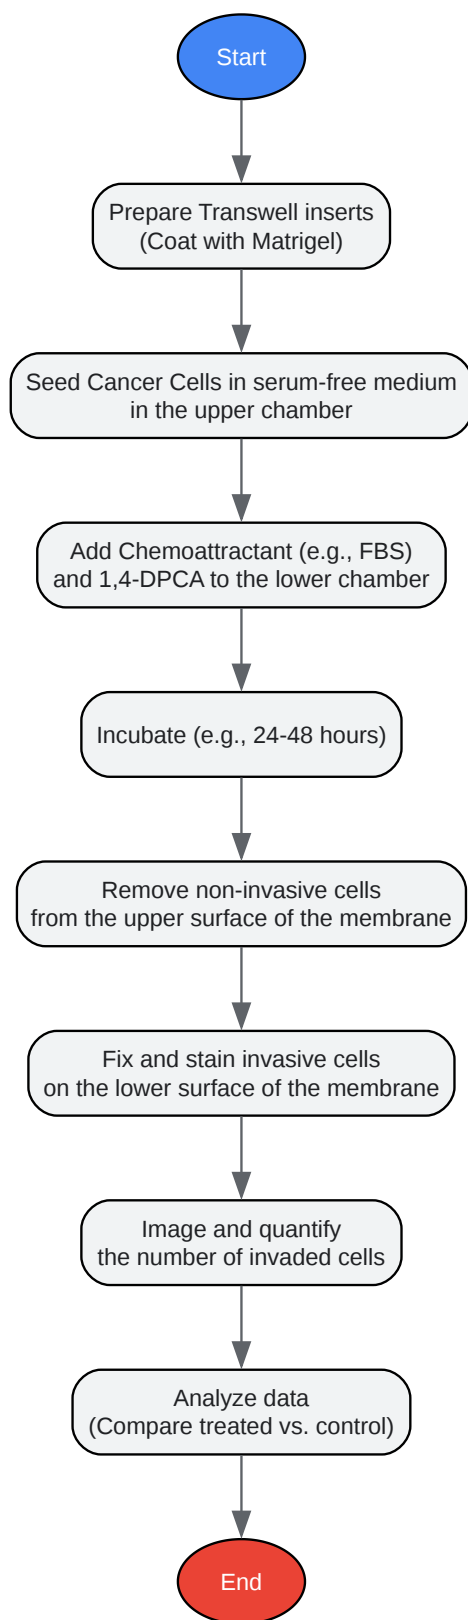 Start
Prepare Transwell inserts
(Coat with Matrigel)
Seed Cancer Cells in serum-free medium
in the upper chamber
Add Chemoattractant (e.g., FBS)
and 1,4-DPCA to the lower chamber
Incubate (e.g., 24-48 hours)
Remove non-invasive cells
from the upper surface of the membrane
Fix and stain invasive cells
on the lower surface of the membrane
Image and quantify
the number of invaded cells
Analyze data
(Compare treated vs. control)
End